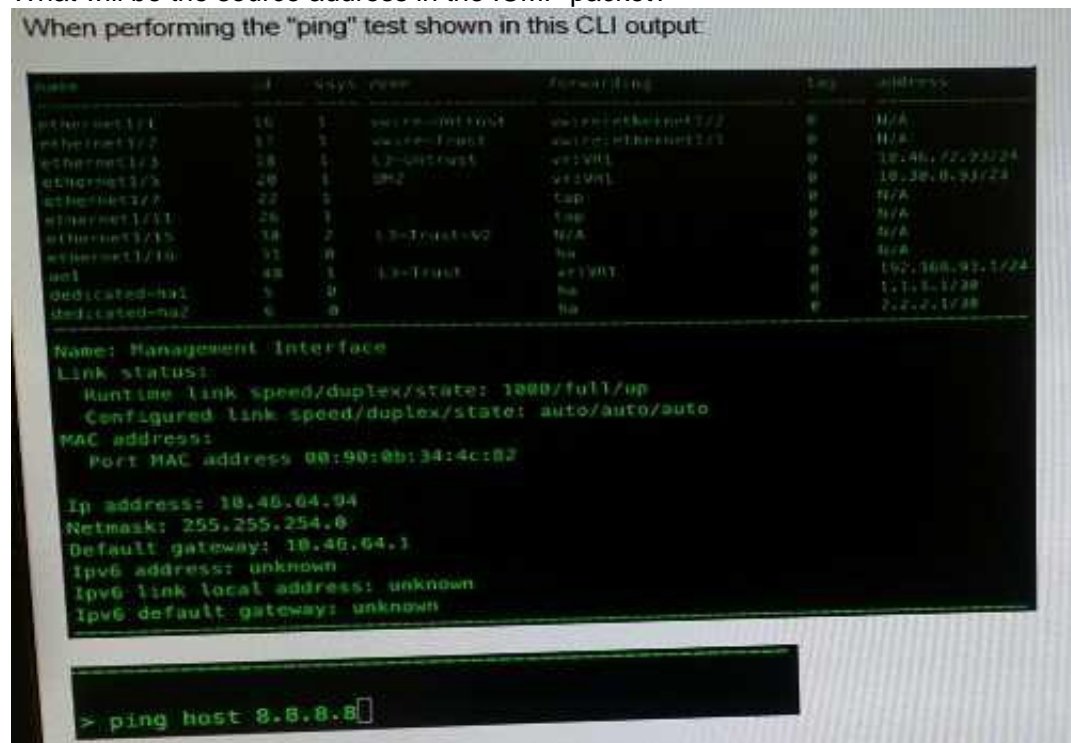 What will be the source address in the ICMP packet?
When performing the "ping" test shown in this CLI output:
name id vsys zone forwarding tag address
ethernet1/1 16 1 vwire-Untrust vwire:ethernet1/2 0 N/A
ethernet1/2 17 1 vwire-Trust vwire:ethernet1/1 0 N/A
ethernet1/3 18 1 L3-Untrust vr:VR1 0 10.46.72.93/24
ethernet1/5 20 1 DMZ vr:VR1 0 10.30.0.93/23
ethernet1/7 22 1 tap 0 N/A
ethernet1/11 26 1 tap 0 N/A
ethernet1/15 30 2 L3-Trust-V2 N/A 0 N/A
ethernet1/16 31 0 ha 0 N/A
ae1 48 1 L3-Trust vr:VR1 0 192.168.93.1/24
dedicated-ha1 5 0 ha 0 1.1.1.1/30
dedicated-ha2 6 0 ha 0 2.2.2.1/30
Name: Management Interface
Link status:
Runtime link speed/duplex/state: 1000/full/up
Configured link speed/duplex/state: auto/auto/auto
MAC address:
Port MAC address 00:90:0b:34:4c:82
Ip address: 10.46.64.94
Netmask: 255.255.254.0
Default gateway: 10.46.64.1
Ipv6 address: unknown
Ipv6 link local address: unknown
Ipv6 default gateway: unknown
> ping host 8.8.8.8